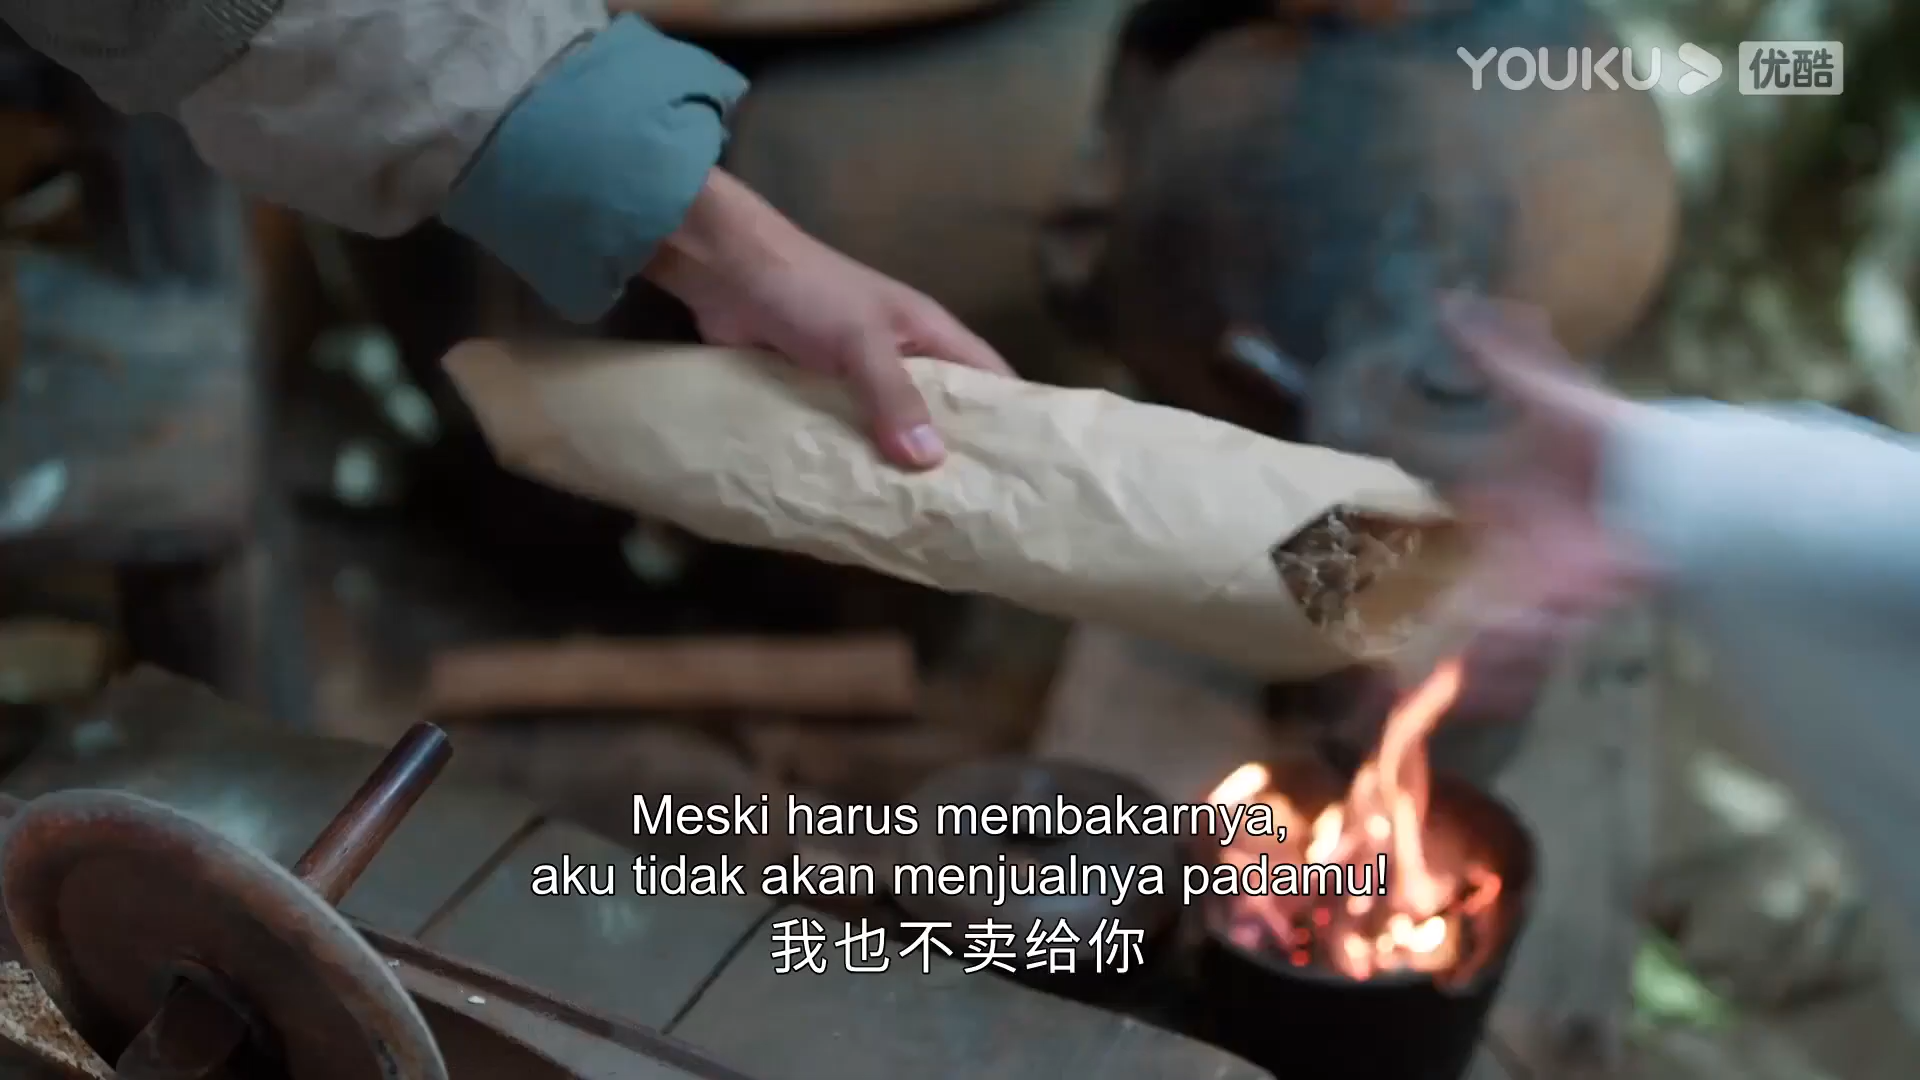 YOUKU 优酷
Meski harus membakarnya,
aku tidak akan menjualnya padamu!
我也不卖给你